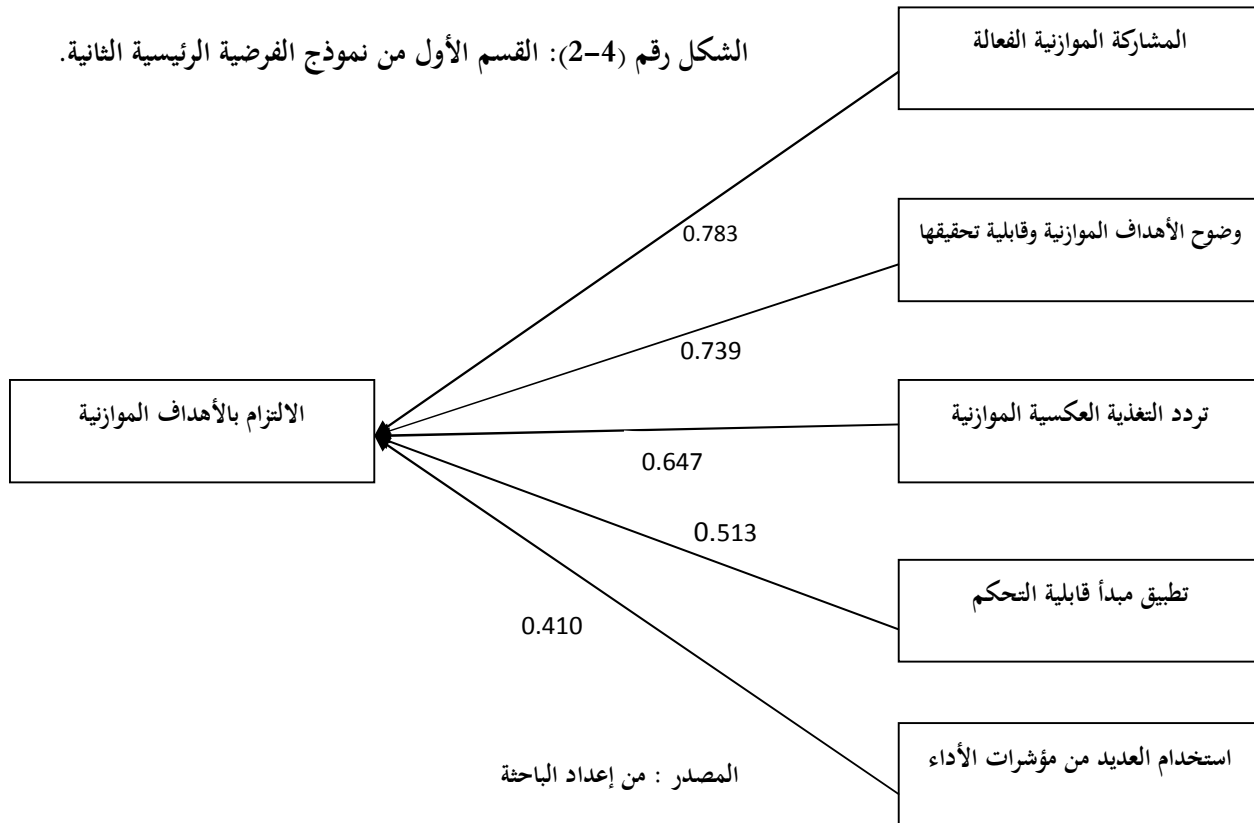 المشاركة الموازنية الفعالة
الشكل رقم (4-2): القسم الأول من نموذج الفرضية الرئيسية الثانية.
وضوح الأهداف الموازنية وقابلية تحقيقها
0.783
0.739
تردد التغذية العكسية الموازنية
الالتزام بالأهداف الموازنية
0.647
0.513
تطبيق مبدأ قابلية التحكم
0.410
استخدام العديد من مؤشرات الأداء
المصدر : من إعداد الباحثة